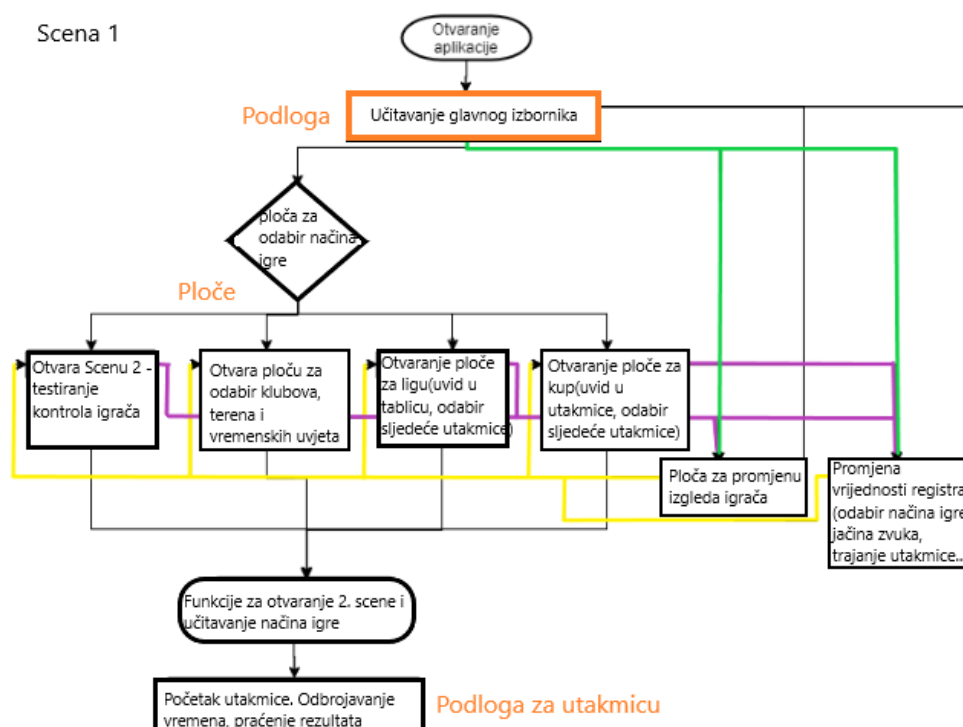 Scena 1
Otvaranje
aplikacije
Podloga
Učitavanje glavnog izbornika
ploča za
odabir načina
igre
Ploče
Otvara Scenu 2 -
testiranje
kontrola igrača
Otvara ploču za
odabir klubova,
terena i
vremenskih uvjeta
Otvaranje ploče
za ligu(uvid u
tablicu, odabir
sljedeće utakmice)
Otvaranje ploče za
kup(uvid u
utakmice, odabir
sljedeće utakmice)
Ploča za promjenu
izgleda igrača
Promjena
vrijednosti registra
(odabir načina igre
jačina zvuka,
trajanje utakmice..
Funkcije za otvaranje 2. scene i
učitavanje načina igre
Početak utakmice. Odbrojavanje
vremena, praćenje rezultata
Podloga za utakmicu